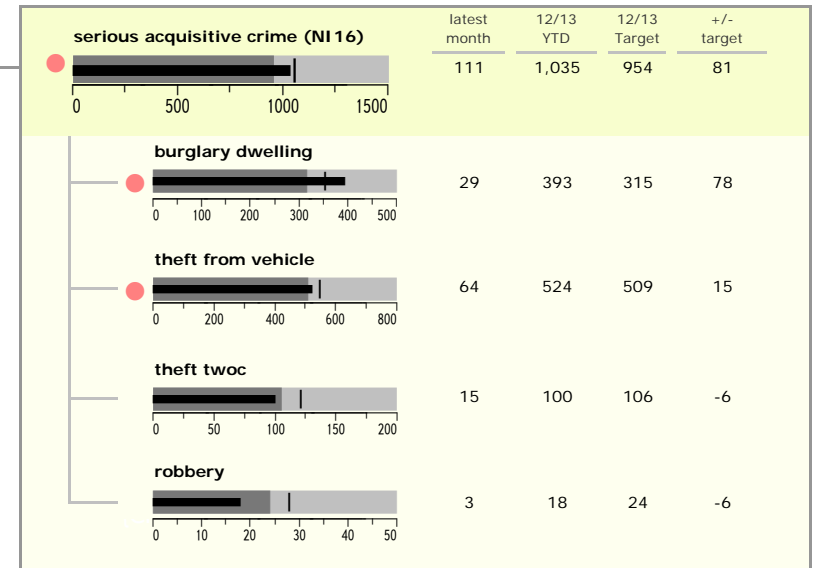 latest 12/13 12/13 +/-
serious acquisitive crime (NI16) month YTD Target target
111 1,035 954 81
0 500 1000 1500
burglary dwelling
29 393 315 78
0 100 200 300 400 500
theft from vehicle
64 524 509 15
0 200 400 600 800
theft twoc
15 100 106 -6
0 50 100 150 200
robbery
3 18 24 -6
0 10 20 30 40 50